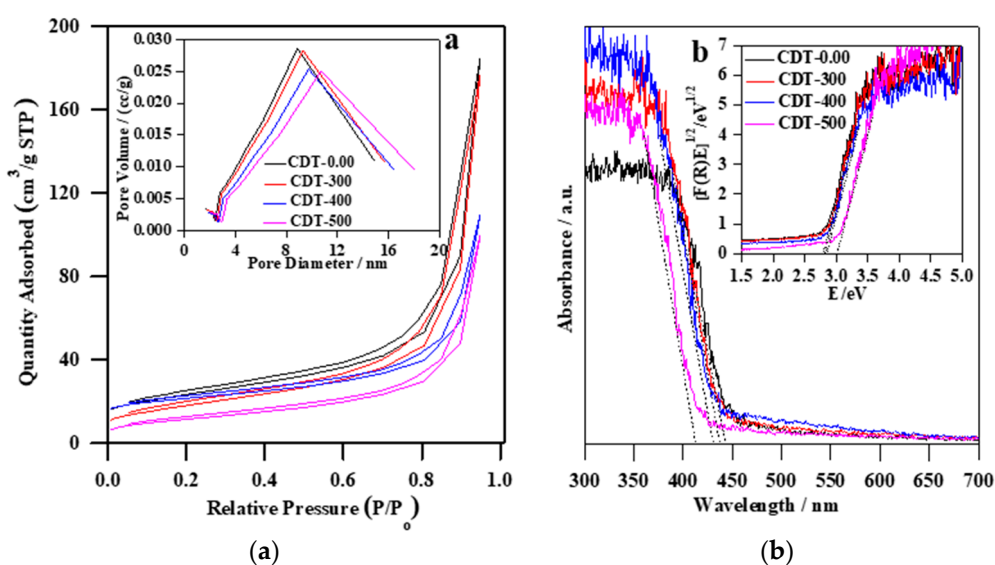 200
160
120
80
40
0
Quantity Adsorbed (cm³/g STP)
0.0 0.2 0.4 0.6 0.8 1.0
Relative Pressure (P/Pₒ)
a
0.030
0.025
0.020
0.015
0.010
0.005
0.000
Pore Volume / (cc/g)
CDT-0.00
CDT-300
CDT-400
CDT-500
0 4 8 12 16 20
Pore Diameter / nm
(a)
Absorbance / a.u.
300 350 400 450 500 550 600 650 700
Wavelength / nm
b
7
6
5
4
3
2
1
0
[F(R)E]¹ᐟ²/eV¹ᐟ²
CDT-0.00
CDT-300
CDT-400
CDT-500
1.5 2.0 2.5 3.0 3.5 4.0 4.5 5.0
E /eV
(b)